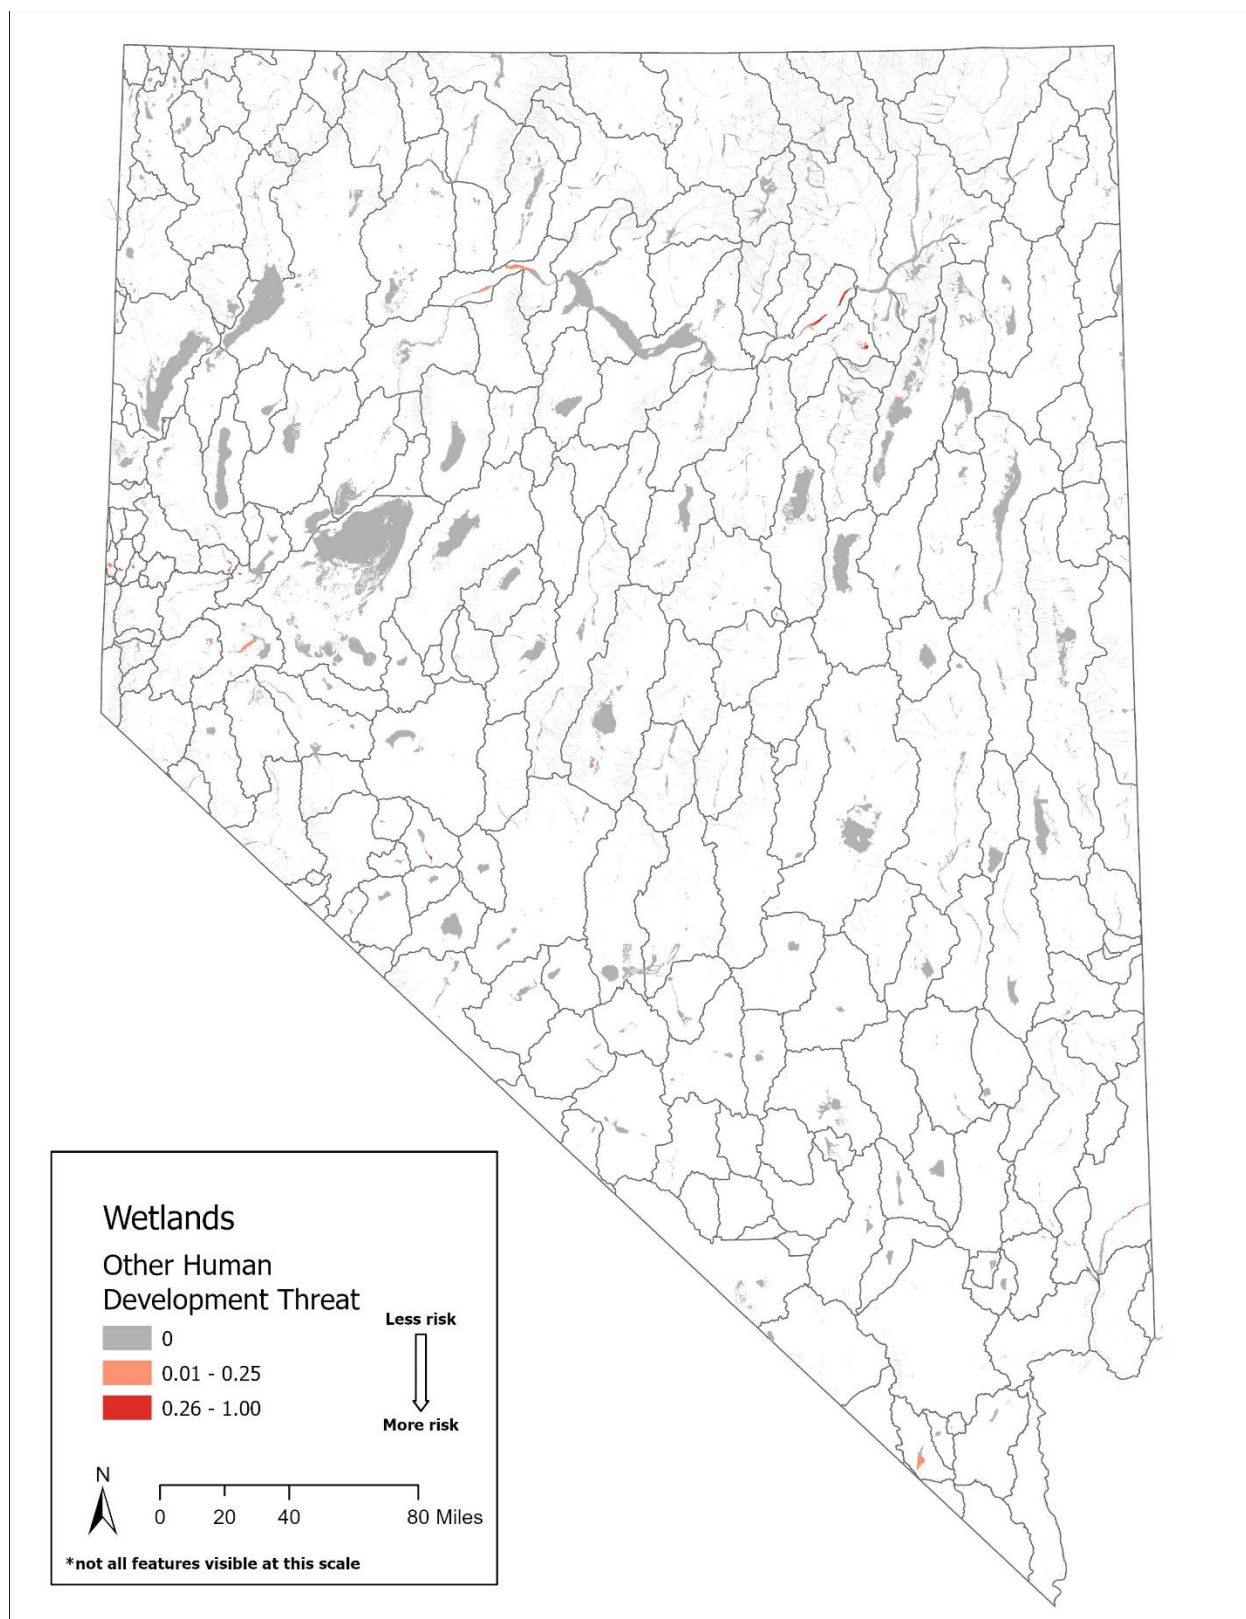 Wetlands
Other Human
Development Threat
0
0.01 - 0.25
0.26 - 1.00
Less risk
More risk
N
0 20 40 80 Miles
*not all features visible at this scale